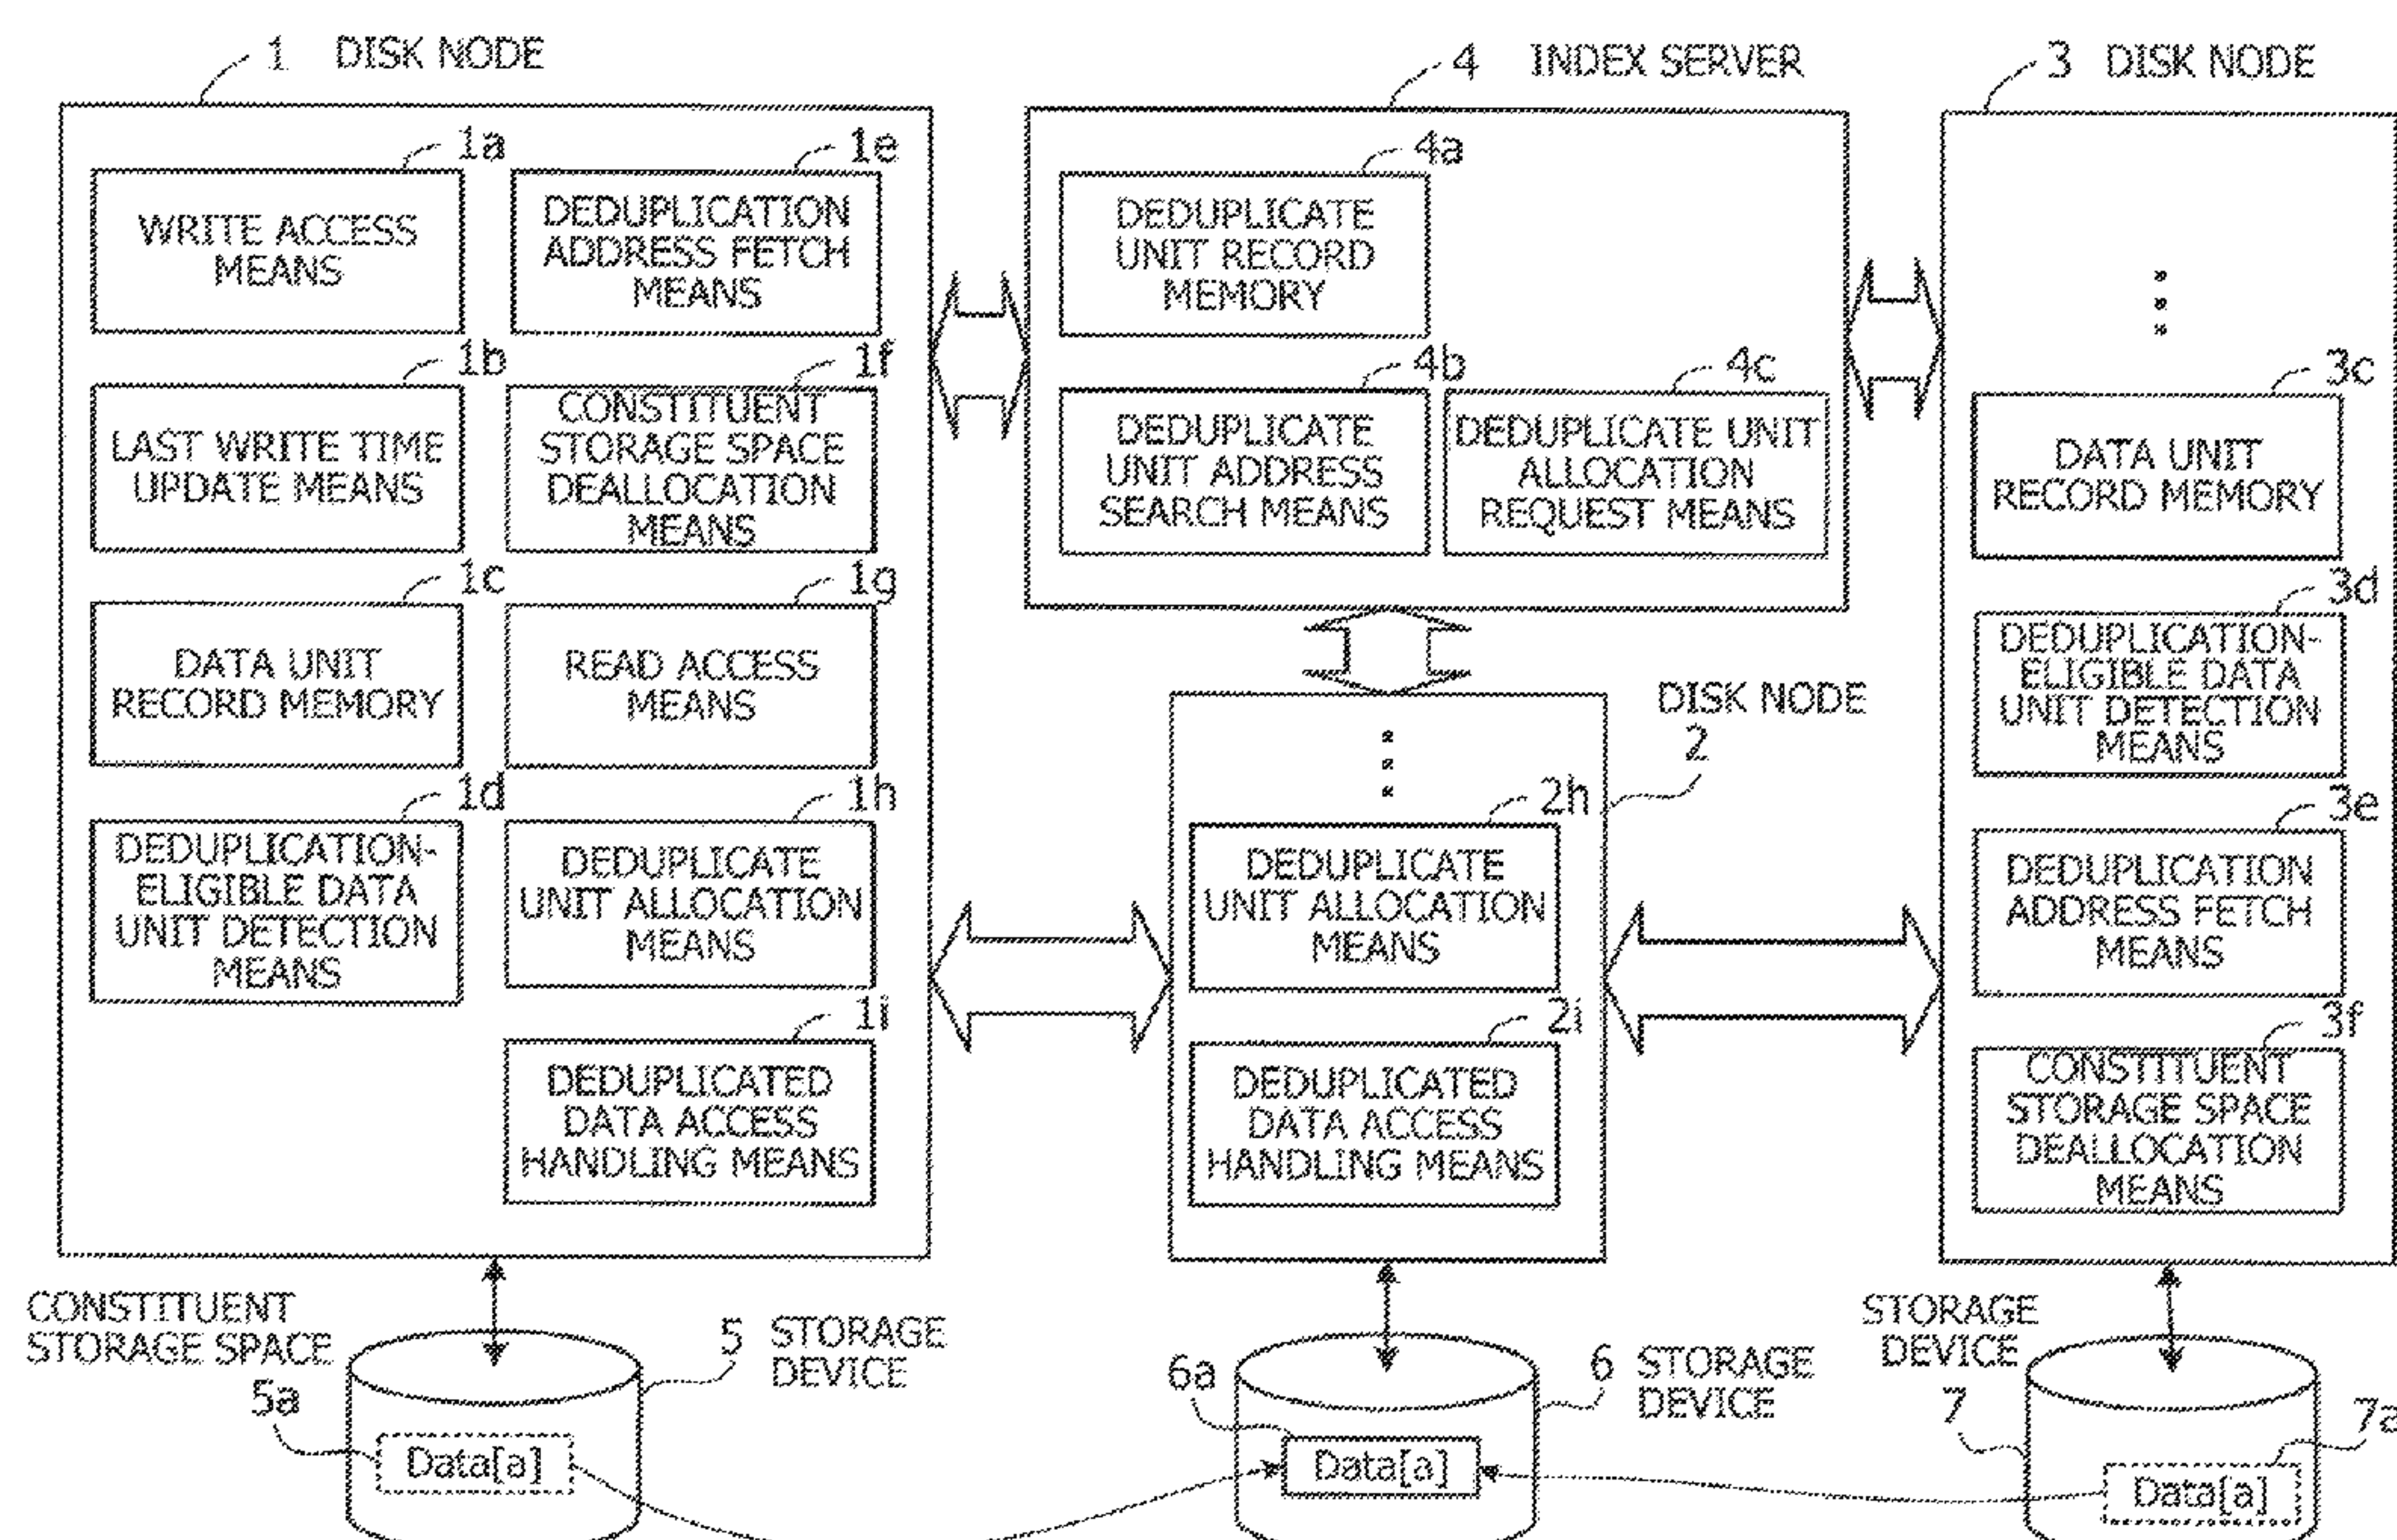 1 DISK NODE
1a
WRITE ACCESS
MEANS
1e
DEDUPLICATION
ADDRESS FETCH
MEANS
1b
LAST WRITE TIME
UPDATE MEANS
1f
CONSTITUENT
STORAGE SPACE
DEALLOCATION
MEANS
1c
DATA UNIT
RECORD MEMORY
1g
READ ACCESS
MEANS
1d
DEDUPLICATION-
ELIGIBLE DATA
UNIT DETECTION
MEANS
1h
DEDUPLICATE
UNIT ALLOCATION
MEANS
1i
DEDUPLICATED
DATA ACCESS
HANDLING MEANS
4 INDEX SERVER
4a
DEDUPLICATE
UNIT RECORD
MEMORY
4b
DEDUPLICATE
UNIT ADDRESS
SEARCH MEANS
4c
DEDUPLICATE UNIT
ALLOCATION
REQUEST MEANS
DISK NODE
2
2h
DEDUPLICATE
UNIT ALLOCATION
MEANS
2i
DEDUPLICATED
DATA ACCESS
HANDLING MEANS
3 DISK NODE
3c
DATA UNIT
RECORD MEMORY
3d
DEDUPLICATION-
ELIGIBLE DATA
UNIT DETECTION
MEANS
3e
DEDUPLICATION
ADDRESS FETCH
MEANS
3f
CONSTITUENT
STORAGE SPACE
DEALLOCATION
MEANS
CONSTITUENT
STORAGE SPACE
5a
Data[a]
5 STORAGE
DEVICE
6a
Data[a]
6 STORAGE
DEVICE
STORAGE
DEVICE
7
7a
Data[a]